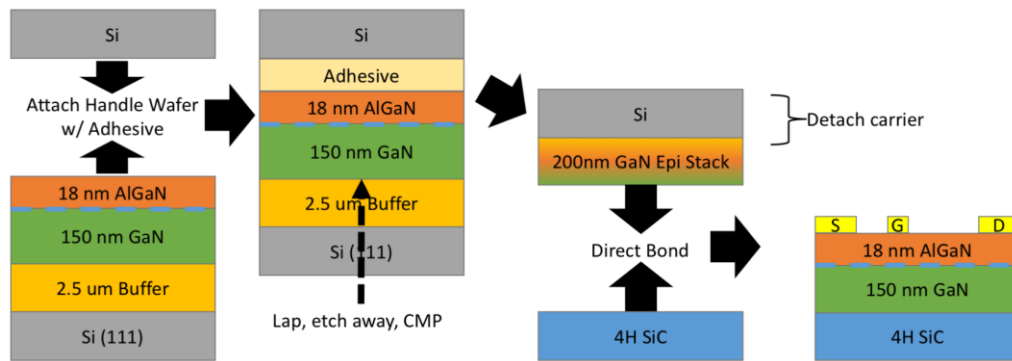 Si
Attach Handle Wafer
w/ Adhesive
18 nm AlGaN
150 nm GaN
2.5 um Buffer
Si (111)
Si
Adhesive
18 nm AlGaN
150 nm GaN
2.5 um Buffer
Si (111)
Lap, etch away, CMP
Si
200nm GaN Epi Stack
Detach carrier
Direct Bond
4H SiC
S G D
18 nm AlGaN
150 nm GaN
4H SiC